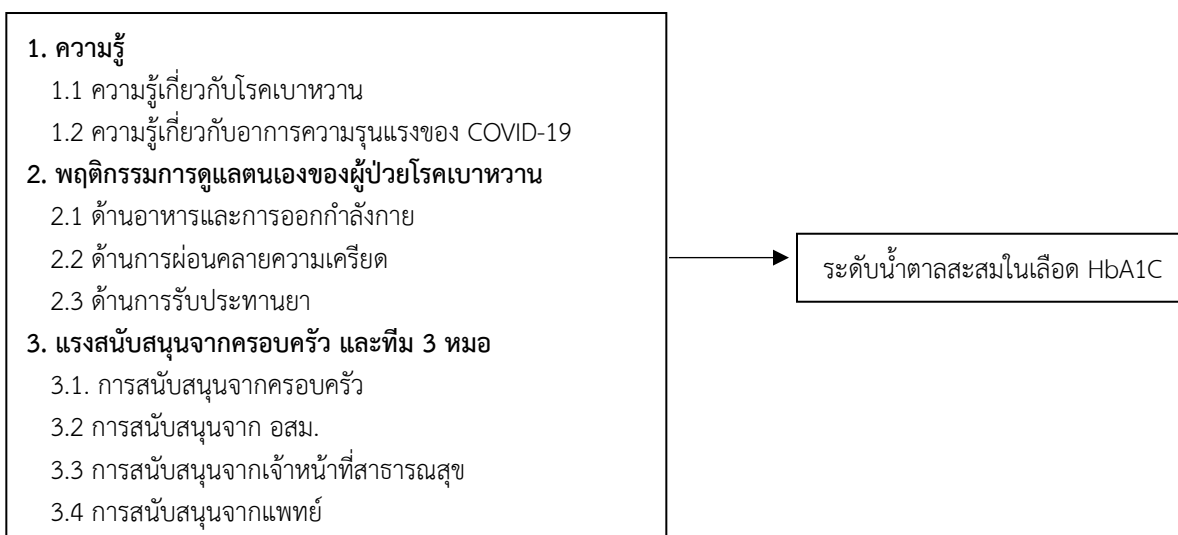 1. ความรู้
1.1 ความรู้เกี่ยวกับโรคเบาหวาน
1.2 ความรู้เกี่ยวกับอาการความรุนแรงของ COVID-19
2. พฤติกรรมการดูแลตนเองของผู้ป่วยโรคเบาหวาน
2.1 ด้านอาหารและการออกกำลังกาย
2.2 ด้านการผ่อนคลายความเครียด
2.3 ด้านการรับประทานยา
3. แรงสนับสนุนจากครอบครัว และทีม 3 หมอ
3.1. การสนับสนุนจากครอบครัว
3.2 การสนับสนุนจาก อสม.
3.3 การสนับสนุนจากเจ้าหน้าที่สาธารณสุข
3.4 การสนับสนุนจากแพทย์
ระดับน้ำตาลสะสมในเลือด HbA1C